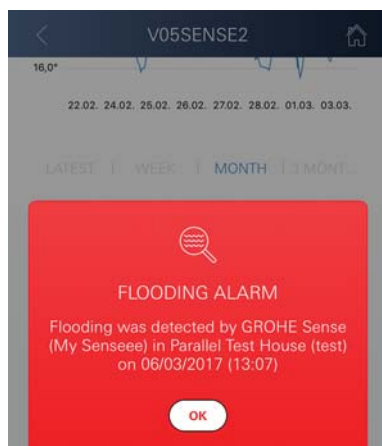 V05SENSE2
16,0°
22.02. 24.02. 25.02. 26.02. 27.02. 28.02. 01.03. 03.03.
LATEST | WEEK | MONTH | 3 MONT...
FLOODING ALARM
Flooding was detected by GROHE Sense
(My Senseee) in Parallel Test House (test)
on 06/03/2017 (13:07)
OK